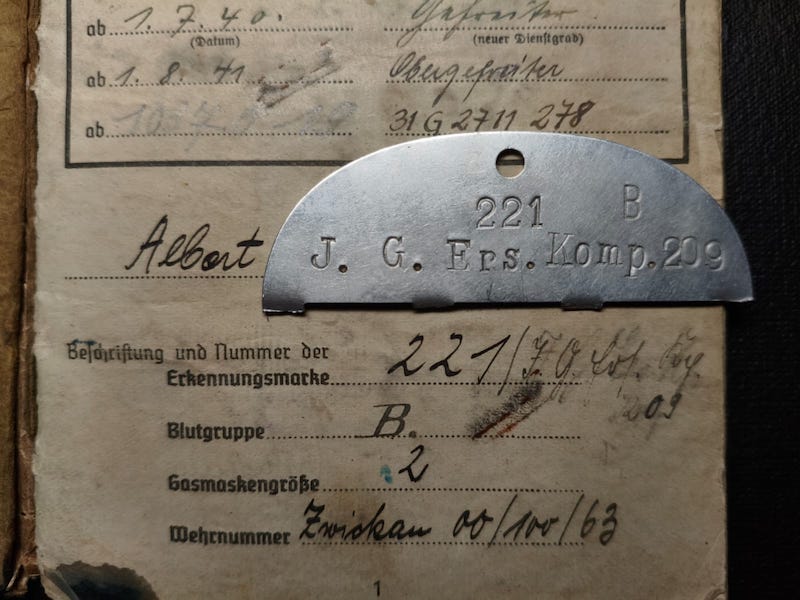 ab 1.7.40. Gefreiter
(Datum) (neuer Dienstgrad)
ab 1.8.41 Obergefreiter
ab 31 G 2711 278
221 B
J. G. Ers. Komp. 209
Albert
Beschriftung und Nummer der
Erkennungsmarke 221/J. G. Ers. Kp.
209
Blutgruppe B.
Gasmaskengröße 2
Wehrnummer Zwickau 00/100/63
1